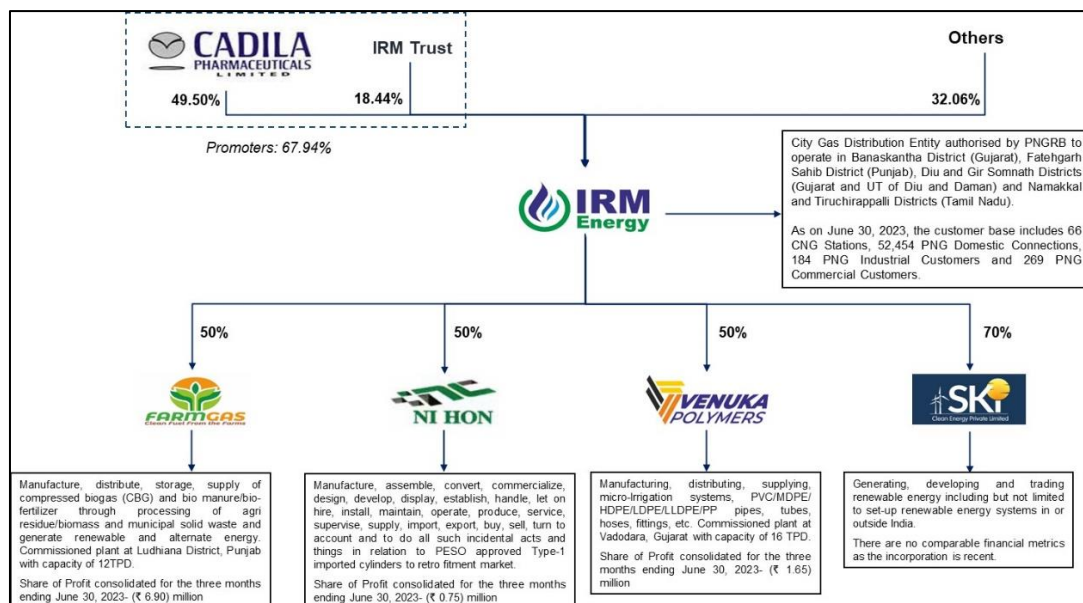 CADILA
PHARMACEUTICALS
LIMITED
IRM Trust
Others
49.50%
18.44%
32.06%
Promoters: 67.94%
IRM
Energy
City Gas Distribution Entity authorised by PNGRB to
operate in Banaskantha District (Gujarat), Fatehgarh
Sahib District (Punjab), Diu and Gir Somnath Districts
(Gujarat and UT of Diu and Daman) and Namakkal
and Tiruchirappalli Districts (Tamil Nadu).
As on June 30, 2023, the customer base includes 66
CNG Stations, 52,454 PNG Domestic Connections,
184 PNG Industrial Customers and 269 PNG
Commercial Customers.
50%
50%
50%
70%
FARMGAS
Clean Fuel From the Farms
NI HON
VENUKA
POLYMERS
SKI
Clean Energy Private Limited
Manufacture, distribute, storage, supply of
compressed biogas (CBG) and bio manure/bio-
fertilizer through processing of agri
residue/biomass and municipal solid waste and
generate renewable and alternate energy.
Commissioned plant at Ludhiana District, Punjab
with capacity of 12TPD.
Share of Profit consolidated for the three months
ending June 30, 2023- (₹ 6.90) million
Manufacture, assemble, convert, commercialize,
design, develop, display, establish, handle, let on
hire, install, maintain, operate, produce, service,
supervise, supply, import, export, buy, sell, turn to
account and to do all such incidental acts and
things in relation to PESO approved Type-1
imported cylinders to retro fitment market.
Share of Profit consolidated for the three months
ending June 30, 2023- (₹ 0.75) million
Manufacturing, distributing, supplying,
micro-Irrigation systems, PVC/MDPE/
HDPE/LDPE/LLDPE/PP pipes, tubes,
hoses, fittings, etc. Commissioned plant at
Vadodara, Gujarat with capacity of 16 TPD.
Share of Profit consolidated for the three
months ending June 30, 2023- (₹ 1.65)
million
Generating, developing and trading
renewable energy including but not limited
to set-up renewable energy systems in or
outside India.
There are no comparable financial metrics
as the incorporation is recent.